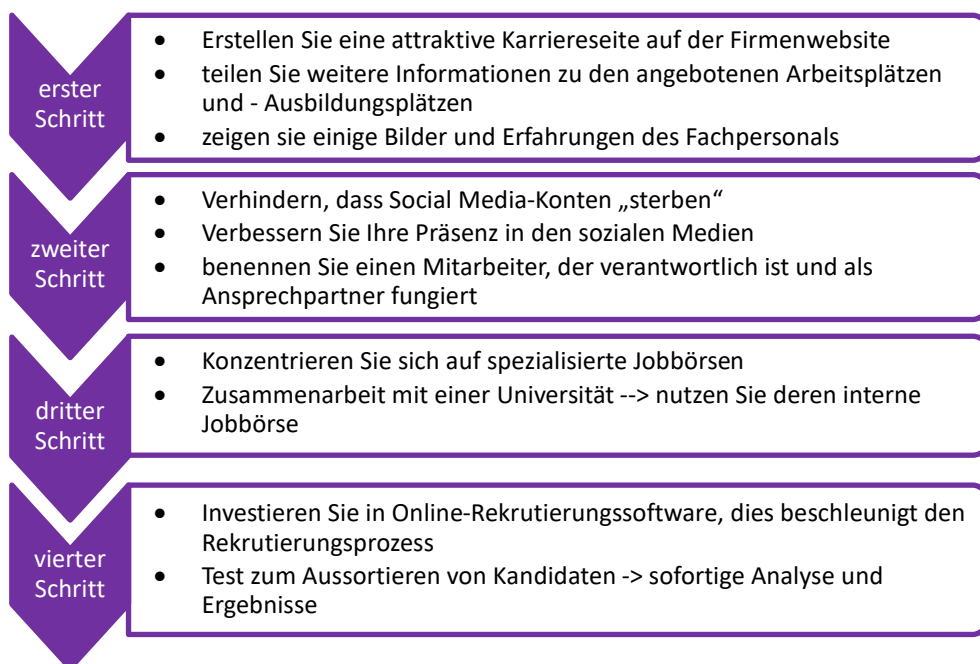 erster
Schritt
• Erstellen Sie eine attraktive Karriereseite auf der Firmenwebsite
• teilen Sie weitere Informationen zu den angebotenen Arbeitsplätzen
und - Ausbildungsplätzen
• zeigen sie einige Bilder und Erfahrungen des Fachpersonals
zweiter
Schritt
• Verhindern, dass Social Media-Konten „sterben“
• Verbessern Sie Ihre Präsenz in den sozialen Medien
• benennen Sie einen Mitarbeiter, der verantwortlich ist und als
Ansprechpartner fungiert
dritter
Schritt
• Konzentrieren Sie sich auf spezialisierte Jobbörsen
• Zusammenarbeit mit einer Universität --> nutzen Sie deren interne
Jobbörse
vierter
Schritt
• Investieren Sie in Online-Rekrutierungssoftware, dies beschleunigt den
Rekrutierungsprozess
• Test zum Aussortieren von Kandidaten -> sofortige Analyse und
Ergebnisse